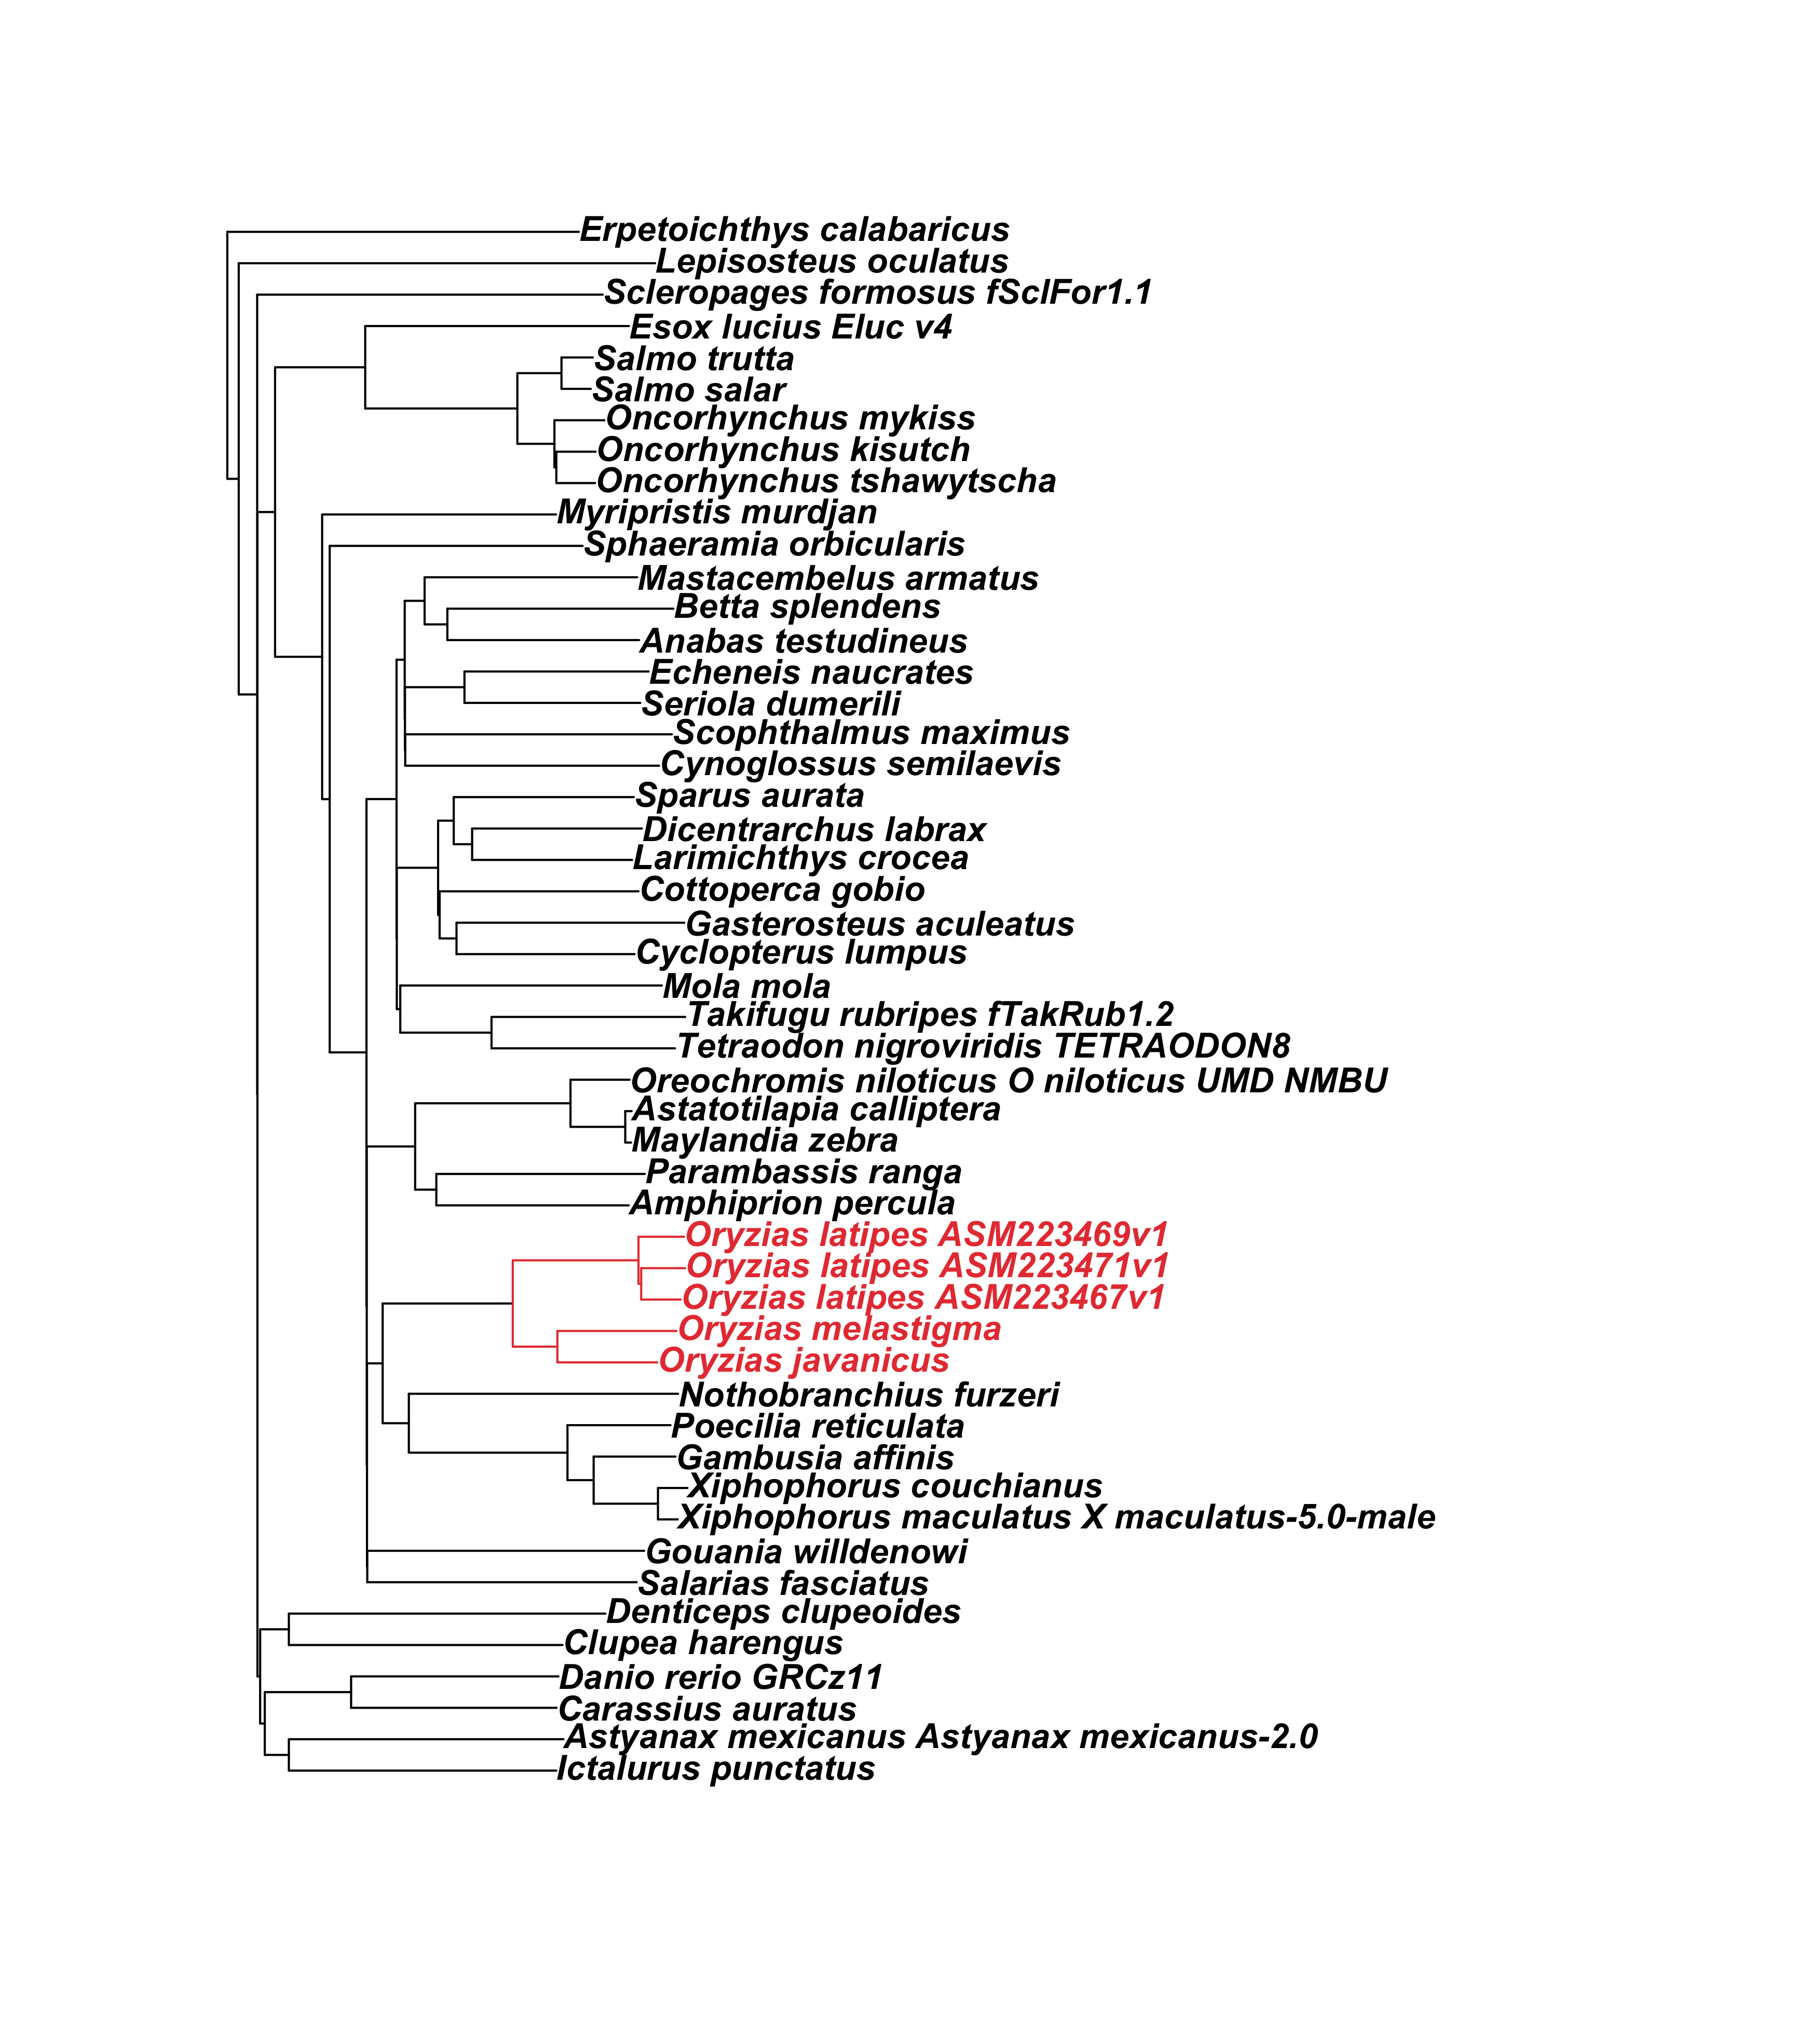 Erpetoichthys calabaricus
Lepisosteus oculatus
Scleropages formosus fSclFor1.1
Esox lucius Eluc v4
Salmo trutta
Salmo salar
Oncorhynchus mykiss
Oncorhynchus kisutch
Oncorhynchus tshawytscha
Myripristis murdjan
Sphaeramia orbicularis
Mastacembelus armatus
Betta splendens
Anabas testudineus
Echeneis naucrates
Seriola dumerili
Scophthalmus maximus
Cynoglossus semilaevis
Sparus aurata
Dicentrarchus labrax
Larimichthys crocea
Cottoperca gobio
Gasterosteus aculeatus
Cyclopterus lumpus
Mola mola
Takifugu rubripes fTakRub1.2
Tetraodon nigroviridis TETRAODON8
Oreochromis niloticus O niloticus UMD NMBU
Astatotilapia calliptera
Maylandia zebra
Parambassis ranga
Amphiprion percula
Oryzias latipes ASM223469v1
Oryzias latipes ASM223471v1
Oryzias latipes ASM223467v1
Oryzias melastigma
Oryzias javanicus
Nothobranchius furzeri
Poecilia reticulata
Gambusia affinis
Xiphophorus couchianus
Xiphophorus maculatus X maculatus-5.0-male
Gouania willdenowi
Salarias fasciatus
Denticeps clupeoides
Clupea harengus
Danio rerio GRCz11
Carassius auratus
Astyanax mexicanus Astyanax mexicanus-2.0
Ictalurus punctatus